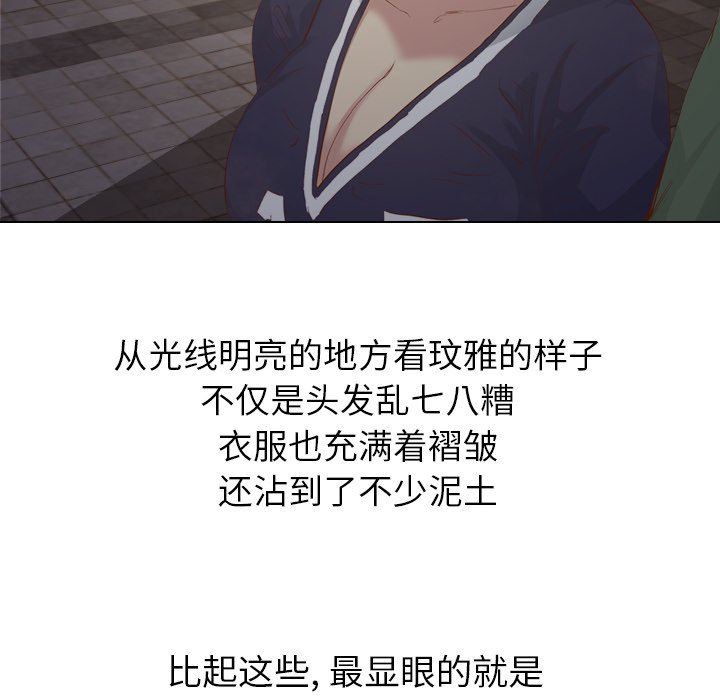 从光线明亮的地方看玟雅的样子
不仅是头发乱七八糟
衣服也充满着褶皱
还沾到了不少泥土
比起这些, 最显眼的就是